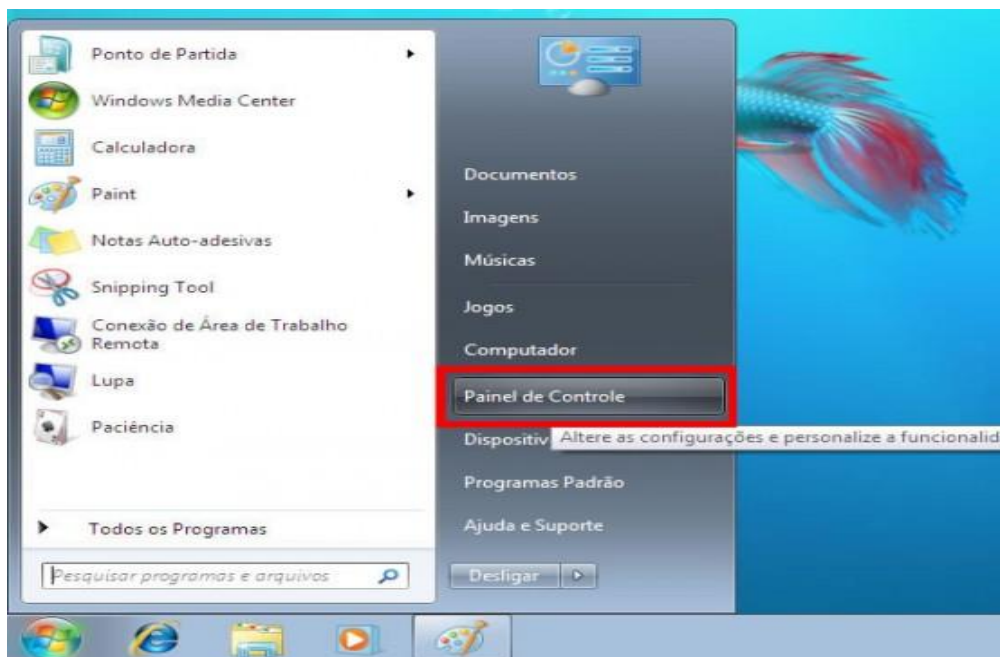 Ponto de Partida
Windows Media Center
Calculadora
Paint
Notas Auto-adesivas
Snipping Tool
Conexão de Área de Trabalho
Remota
Lupa
Paciência
Todos os Programas
Pesquisar programas e arquivos
Documentos
Imagens
Músicas
Jogos
Computador
Painel de Controle
Dispositiv
Altere as configurações e personalize a funcionalid
Programas Padrão
Ajuda e Suporte
Desligar